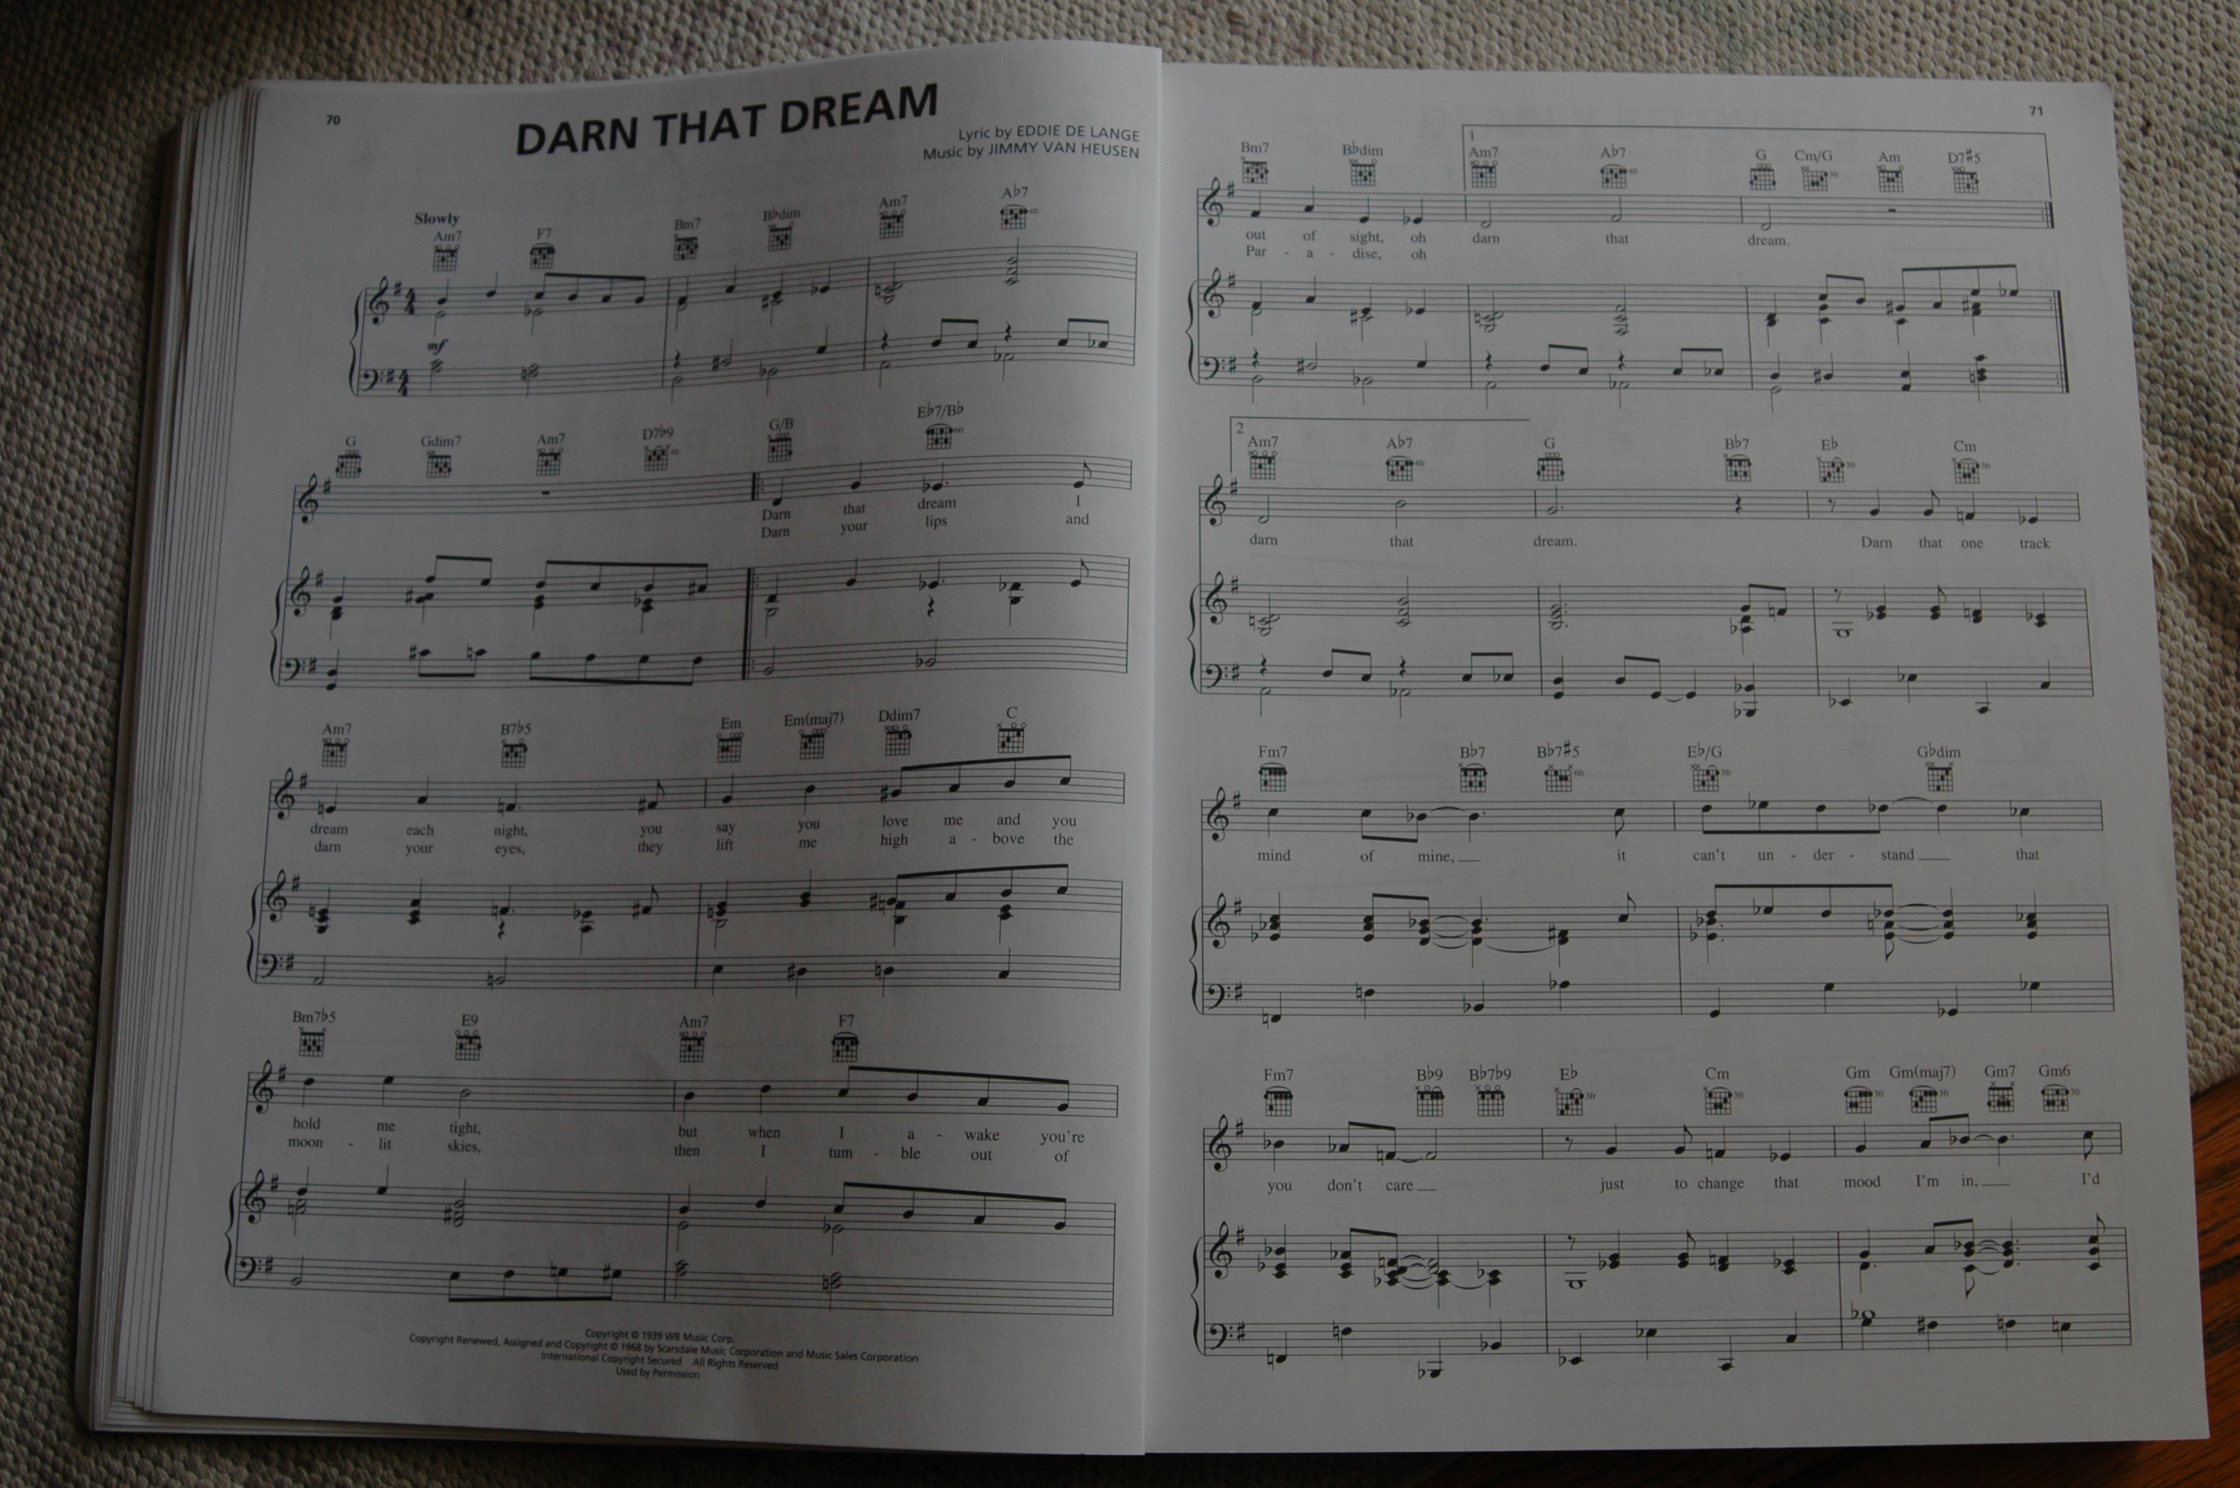 70
DARN THAT DREAM
Lyric by EDDIE DE LANGE
Music by JIMMY VAN HEUSEN
Slowly
Am7 F7 Bm7 B♭dim Am7 A♭7
mf
G Gdim7 Am7 D7♭9 G/B E♭7/B♭
Darn that dream I
Darn your lips and
Am7 B7♭5 Em Em(maj7) Ddim7 C
dream each night, you say you love me and you
darn your eyes, they lift me high a - bove the
Bm7♭5 E9 Am7 F7
hold me tight, but when I a - wake you're
moon - lit skies, then I tum - ble out of
Copyright © 1939 WB Music Corp.
Copyright Renewed, Assigned and Copyright © 1968 by Scarsdale Music Corporation and Music Sales Corporation
International Copyright Secured All Rights Reserved
Used by Permission
71
1
Bm7 B♭dim Am7 A♭7 G Cm/G Am D7♯5
out of sight, oh darn that dream.
Par - a - dise, oh
2
Am7 A♭7 G B♭7 E♭ Cm
darn that dream. Darn that one track
Fm7 B♭7 B♭7♯5 E♭/G G♭dim
mind of mine, it can't un - der - stand that
Fm7 B♭9 B♭7♭9 E♭ Cm Gm Gm(maj7) Gm7 Gm6
you don't care just to change that mood I'm in, I'd